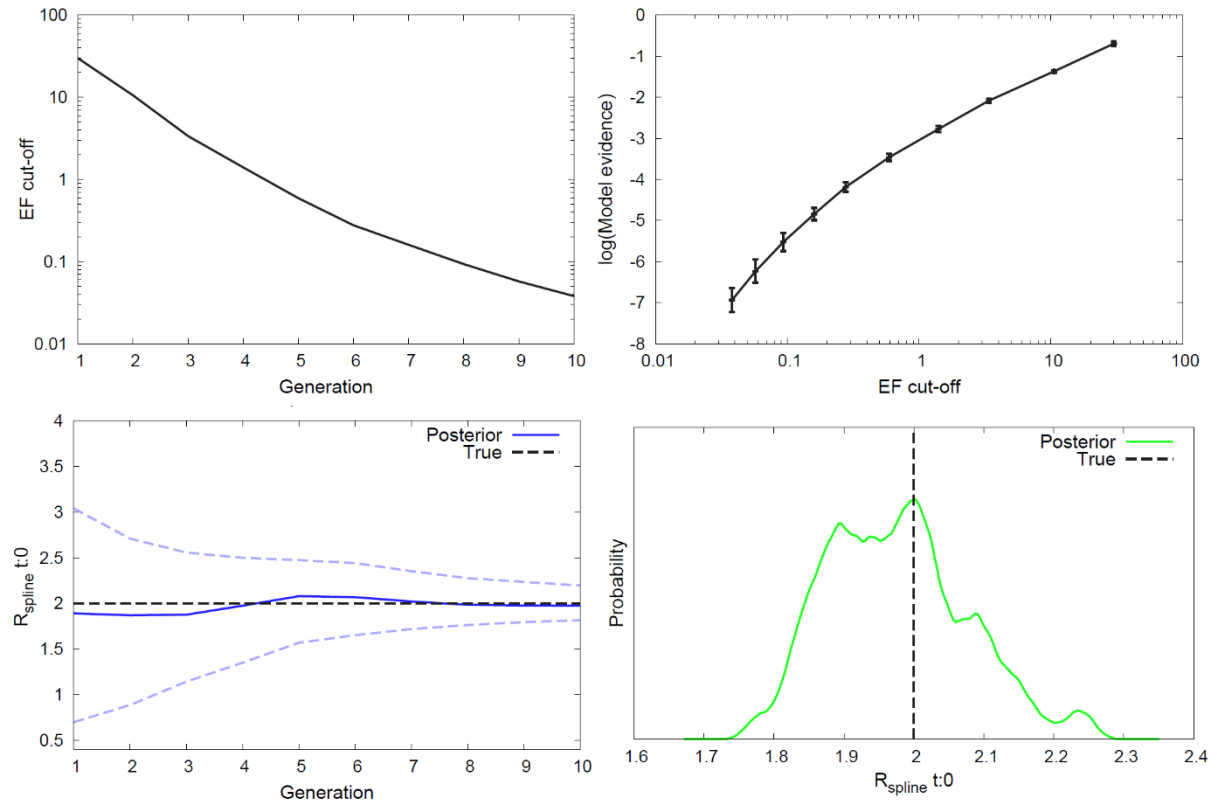 100
10
1
0.1
0.01
EF cut-off
1 2 3 4 5 6 7 8 9 10
Generation
0
-1
-2
-3
-4
-5
-6
-7
-8
log(Model evidence)
0.01 0.1 1 10 100
EF cut-off
4
3.5
3
2.5
2
1.5
1
0.5
R_spline t:0
Posterior
True
1 2 3 4 5 6 7 8 9 10
Generation
Probability
Posterior
True
1.6 1.7 1.8 1.9 2 2.1 2.2 2.3 2.4
R_spline t:0